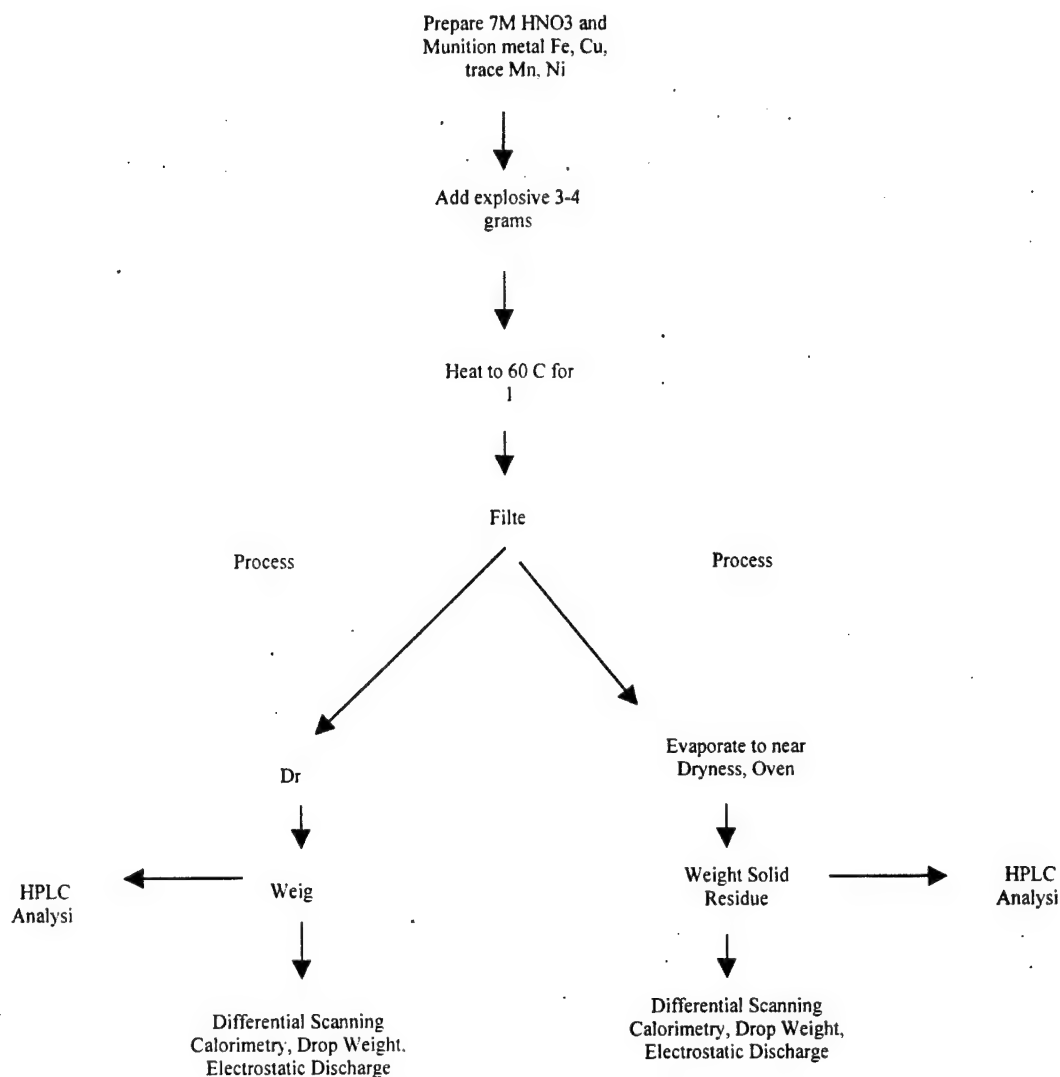 Prepare 7M HNO3 and
Munition metal Fe, Cu,
trace Mn, Ni
Add explosive 3-4
grams
Heat to 60 C for
1
Filte
Process
Process
Dr
Evaporate to near
Dryness, Oven
HPLC
Analysi
Weig
Weight Solid
Residue
HPLC
Analysi
Differential Scanning
Calorimetry, Drop Weight,
Electrostatic Discharge
Differential Scanning
Calorimetry, Drop Weight,
Electrostatic Discharge